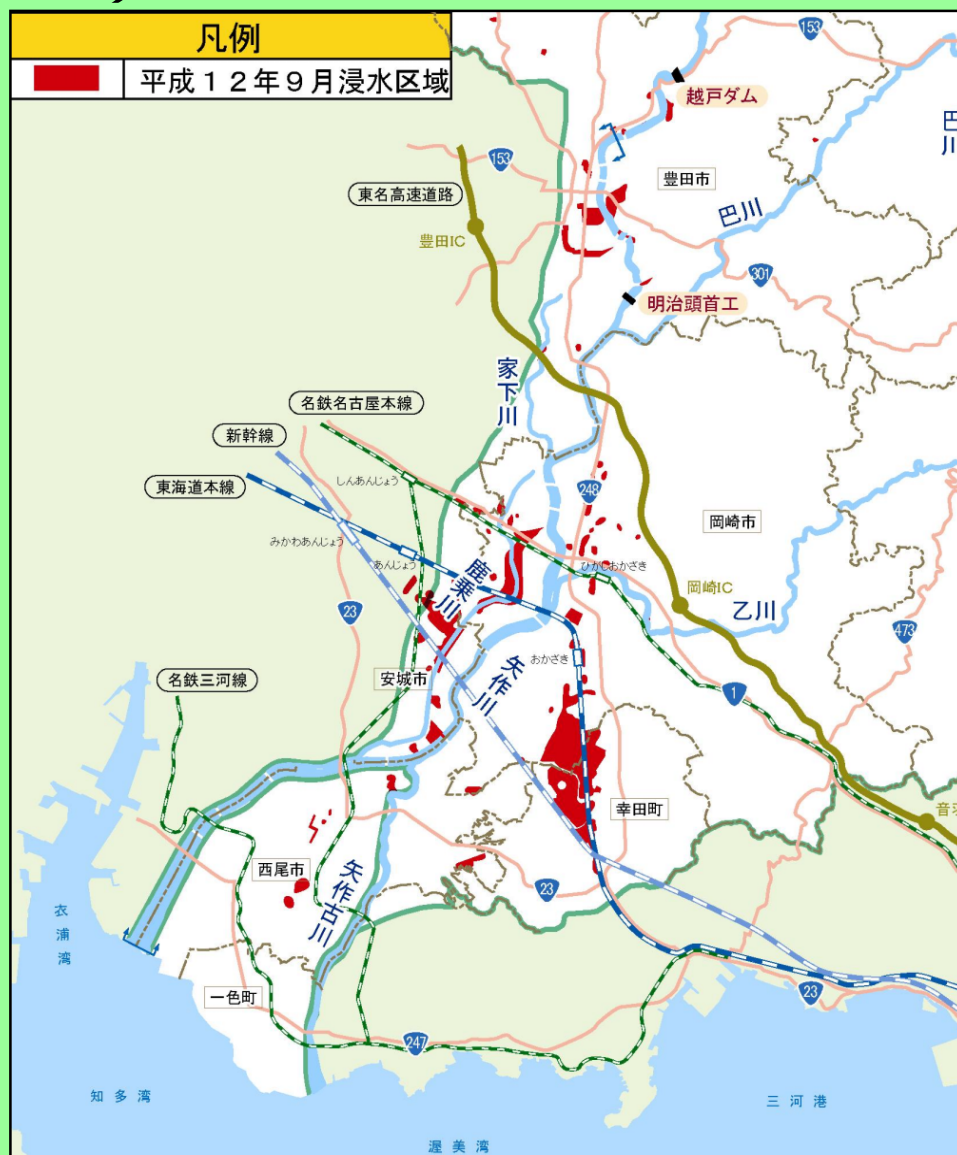 凡例
平成12年9月浸水区域
153
越戸ダム
巴川
153
豊田市
東名高速道路
巴川
豊田IC
301
明治頭首工
家下川
名鉄名古屋本線
新幹線
しんあんじょう
東海道本線
248
岡崎市
みかわあんじょう
あんじょう
鹿乗川
ひがしおかざき
岡崎IC
乙川
23
473
矢作川
おかざき
名鉄三河線
安城市
1
幸田町
音羽
西尾市
矢作古川
23
衣浦湾
一色町
23
247
知多湾
三河港
渥美湾